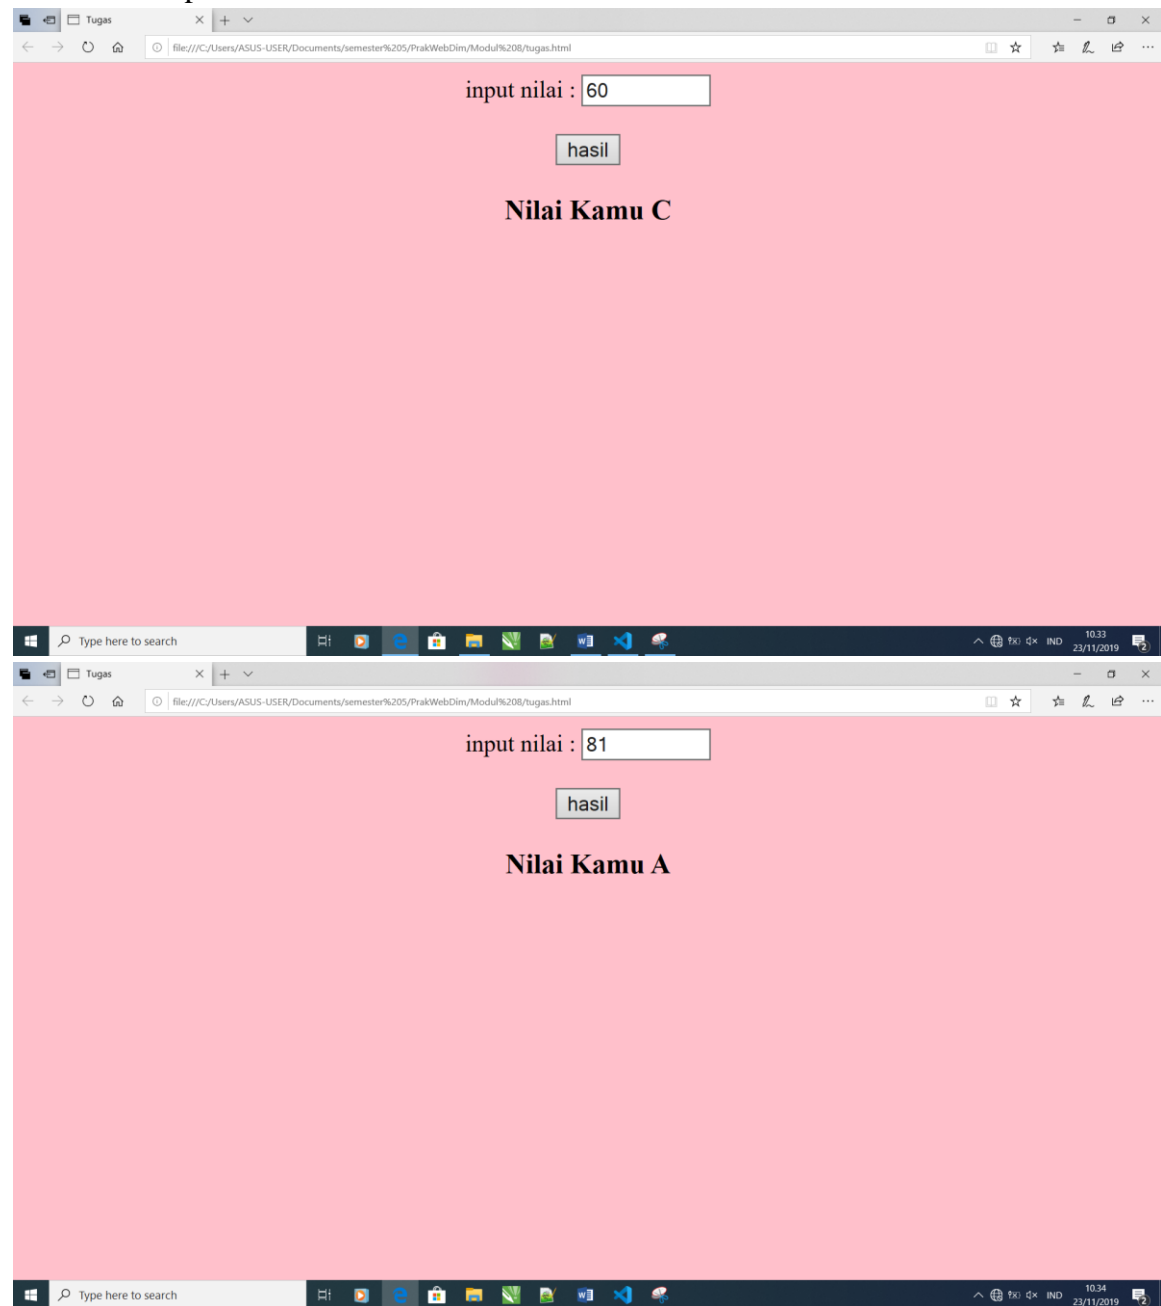 Tugas
file:///C:/Users/ASUS-USER/Documents/semester%205/PrakWebDim/Modul%208/tugas.html
input nilai : 60
hasil
Nilai Kamu C
Type here to search
IND
10.33
23/11/2019
2
Tugas
file:///C:/Users/ASUS-USER/Documents/semester%205/PrakWebDim/Modul%208/tugas.html
input nilai : 81
hasil
Nilai Kamu A
Type here to search
IND
10.34
23/11/2019
2